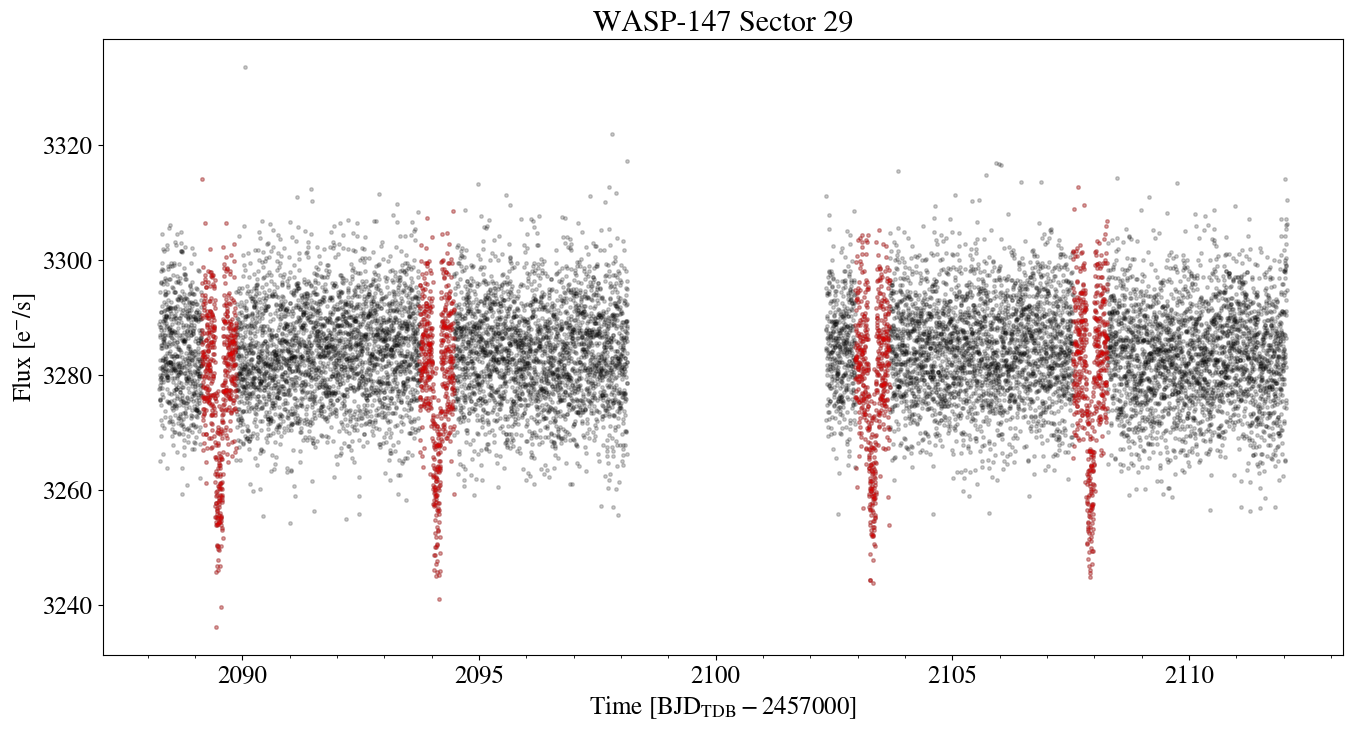 WASP-147 Sector 29
Flux [e⁻/s]
3320
3300
3280
3260
3240
2090 2095 2100 2105 2110
Time [BJD_TDB − 2457000]